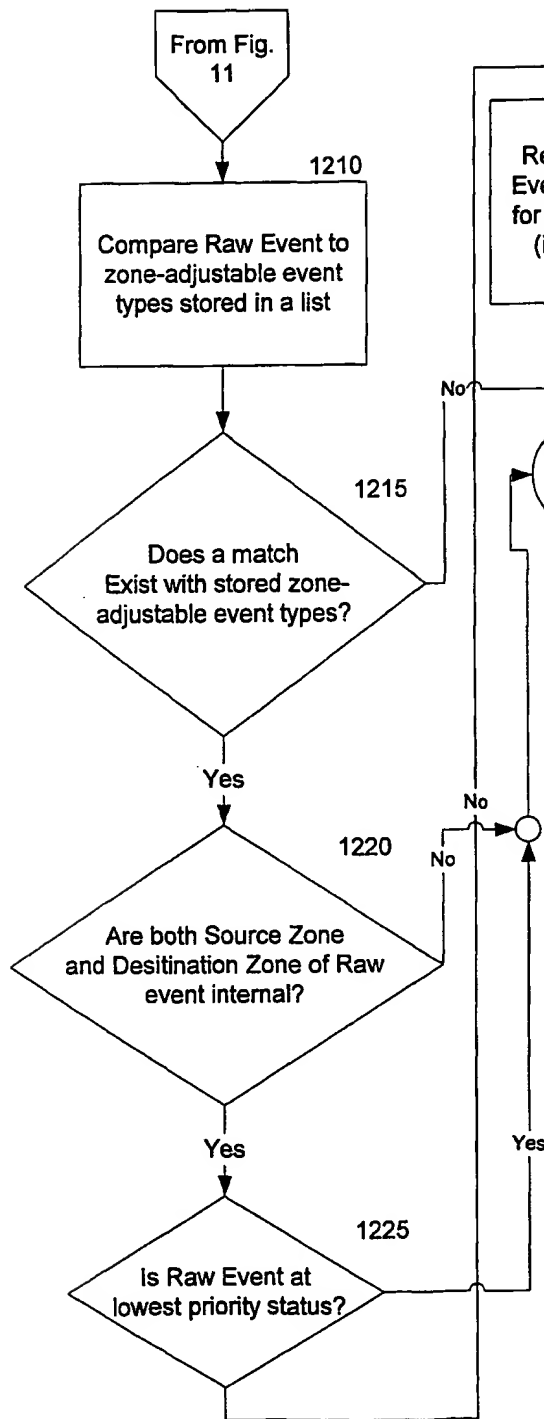 From Fig.
11
1210
Compare Raw Event to
zone-adjustable event
types stored in a list
for
No
1215
Does a match
Exist with stored zone-
adjustable event types?
Yes
No
1220
No
Are both Source Zone
and Desitination Zone of Raw
event internal?
Yes
Yes
1225
Is Raw Event at
lowest priority status?